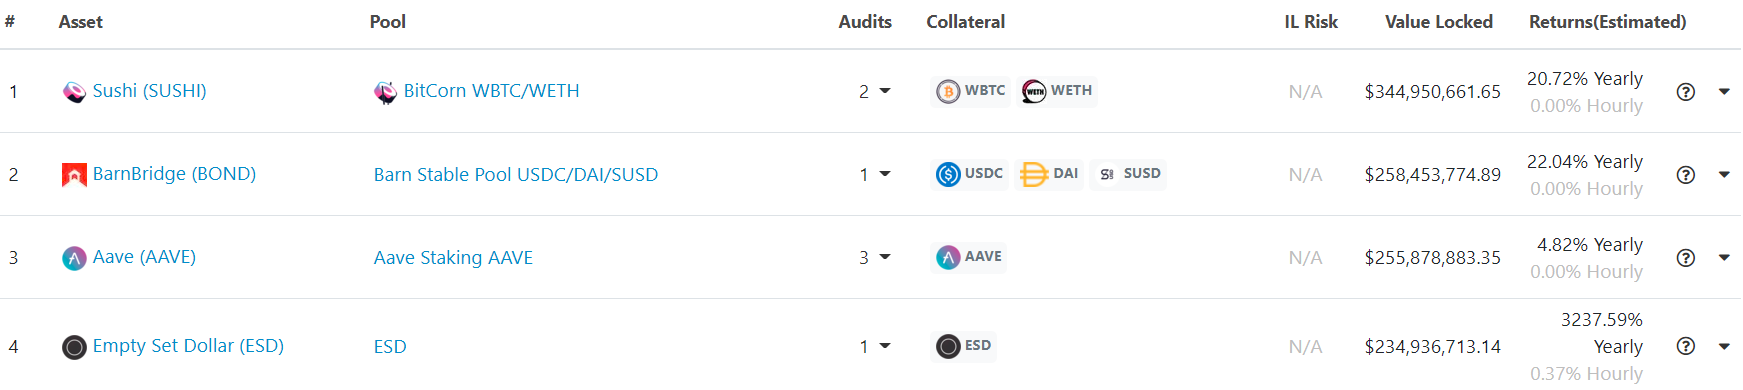 # Asset Pool Audits Collateral IL Risk Value Locked Returns(Estimated)
1 Sushi (SUSHI) BitCorn WBTC/WETH 2 WBTC WETH N/A $344,950,661.65 20.72% Yearly
0.00% Hourly
2 BarnBridge (BOND) Barn Stable Pool USDC/DAI/SUSD 1 USDC DAI SUSD N/A $258,453,774.89 22.04% Yearly
0.00% Hourly
3 Aave (AAVE) Aave Staking AAVE 3 AAVE N/A $255,878,883.35 4.82% Yearly
0.00% Hourly
4 Empty Set Dollar (ESD) ESD 1 ESD N/A $234,936,713.14 3237.59%
Yearly
0.37% Hourly